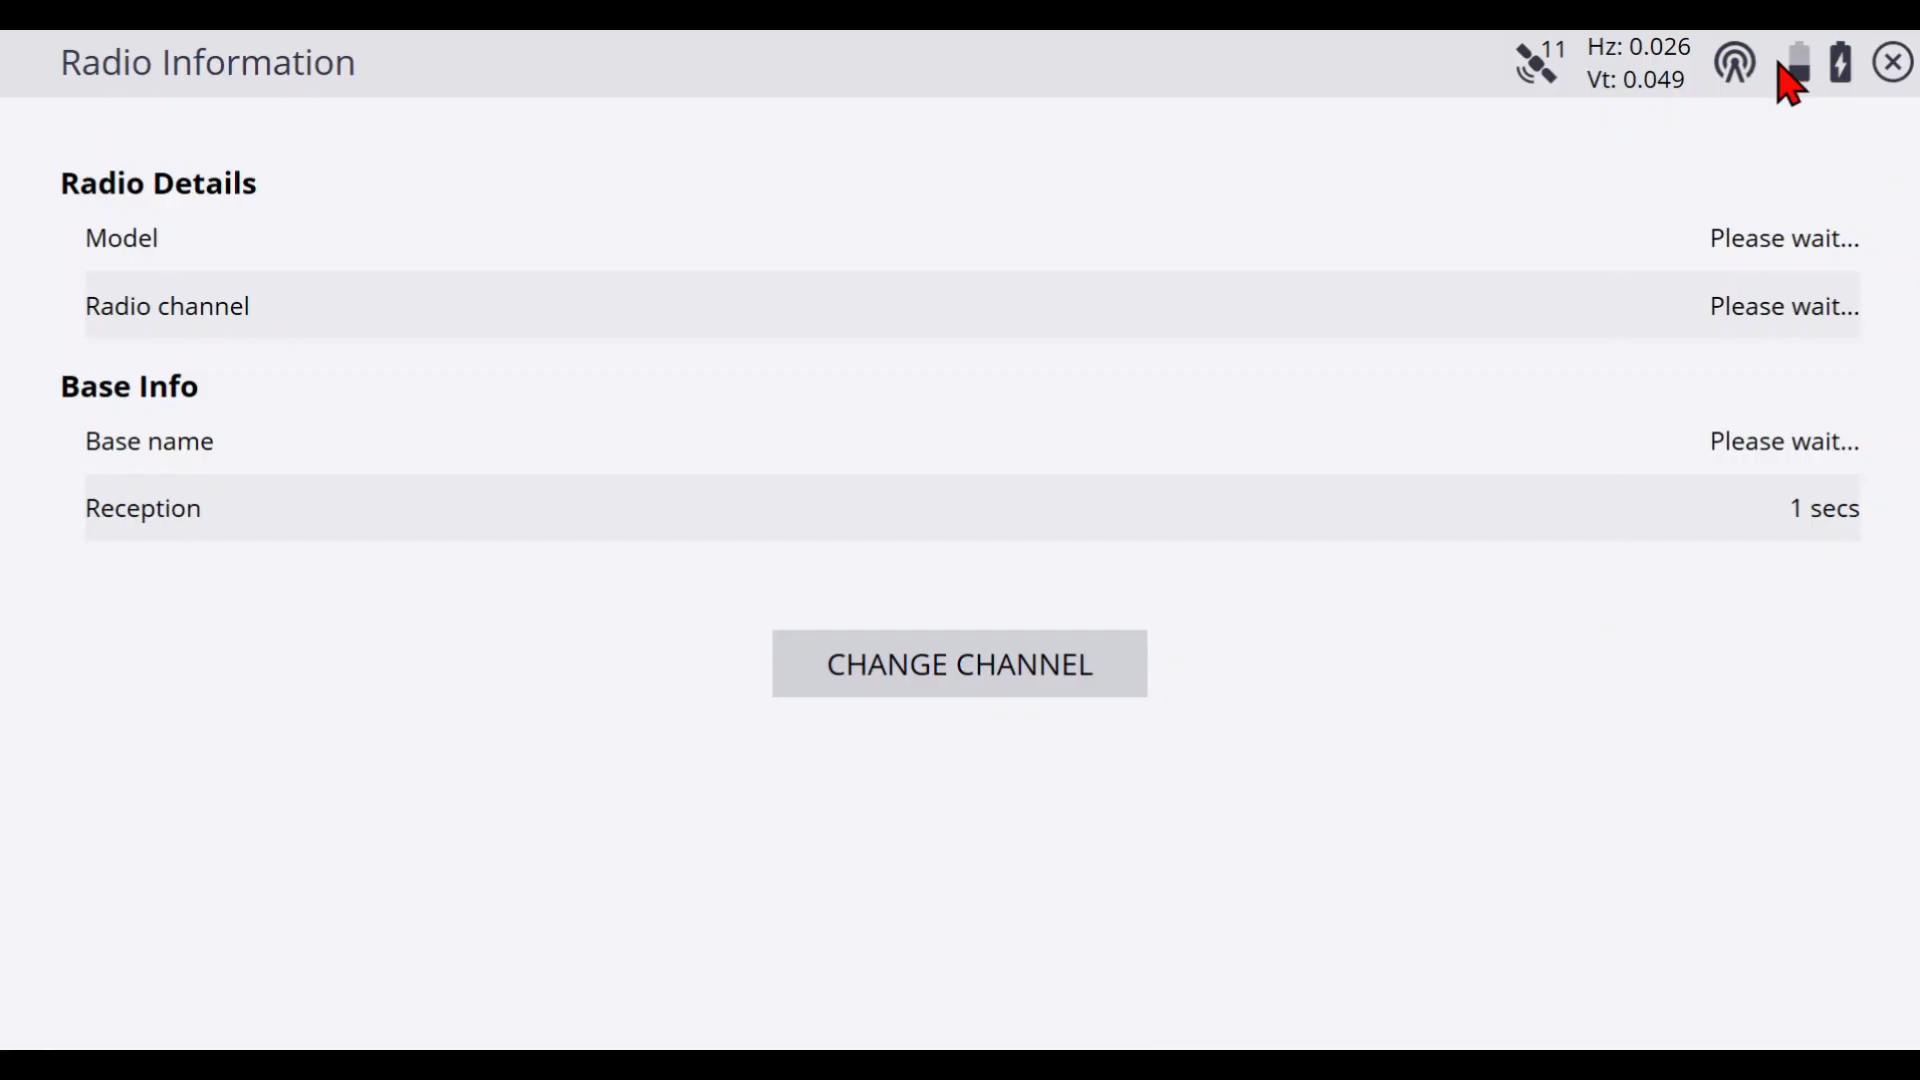 Radio Information
11
Hz: 0.026
Vt: 0.049
Radio Details
Model
Please wait...
Radio channel
Please wait...
Base Info
Base name
Please wait...
Reception
1 secs
CHANGE CHANNEL